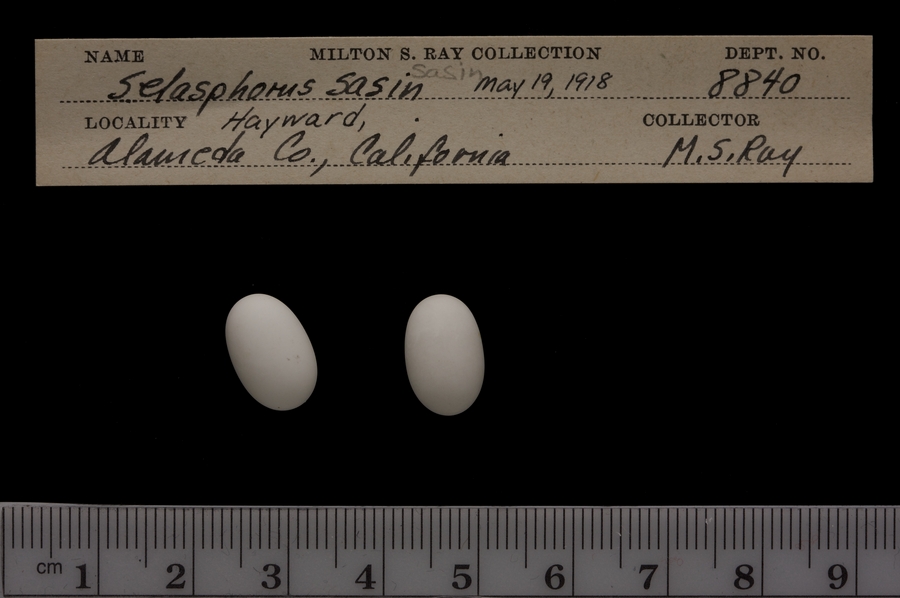 NAME MILTON S. RAY COLLECTION DEPT. NO.
sasin
Selasphorus sasin May 19, 1918 8840
LOCALITY Hayward, COLLECTOR
Alameda Co., California M.S.Ray
cm 1 2 3 4 5 6 7 8 9